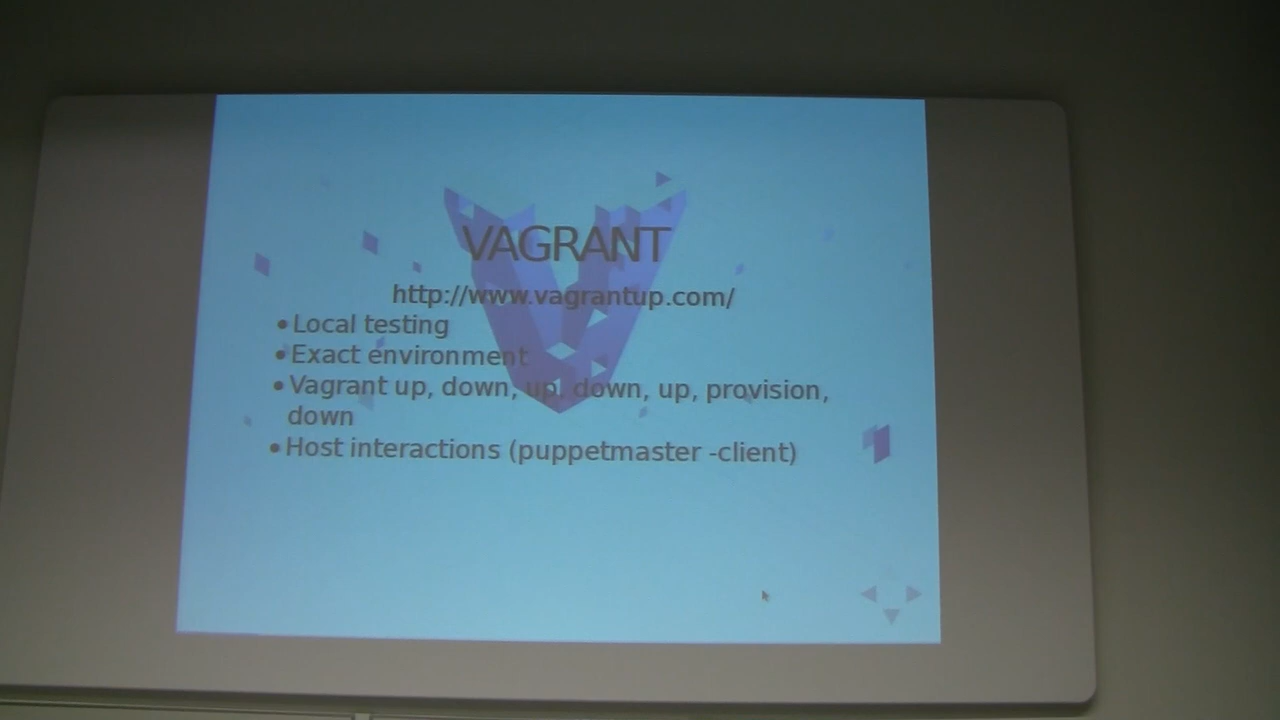 VAGRANT
http://www.vagrantup.com/
• Local testing
• Exact environment
• Vagrant up, down, up, down, up, provision,
down
• Host interactions (puppetmaster -client)